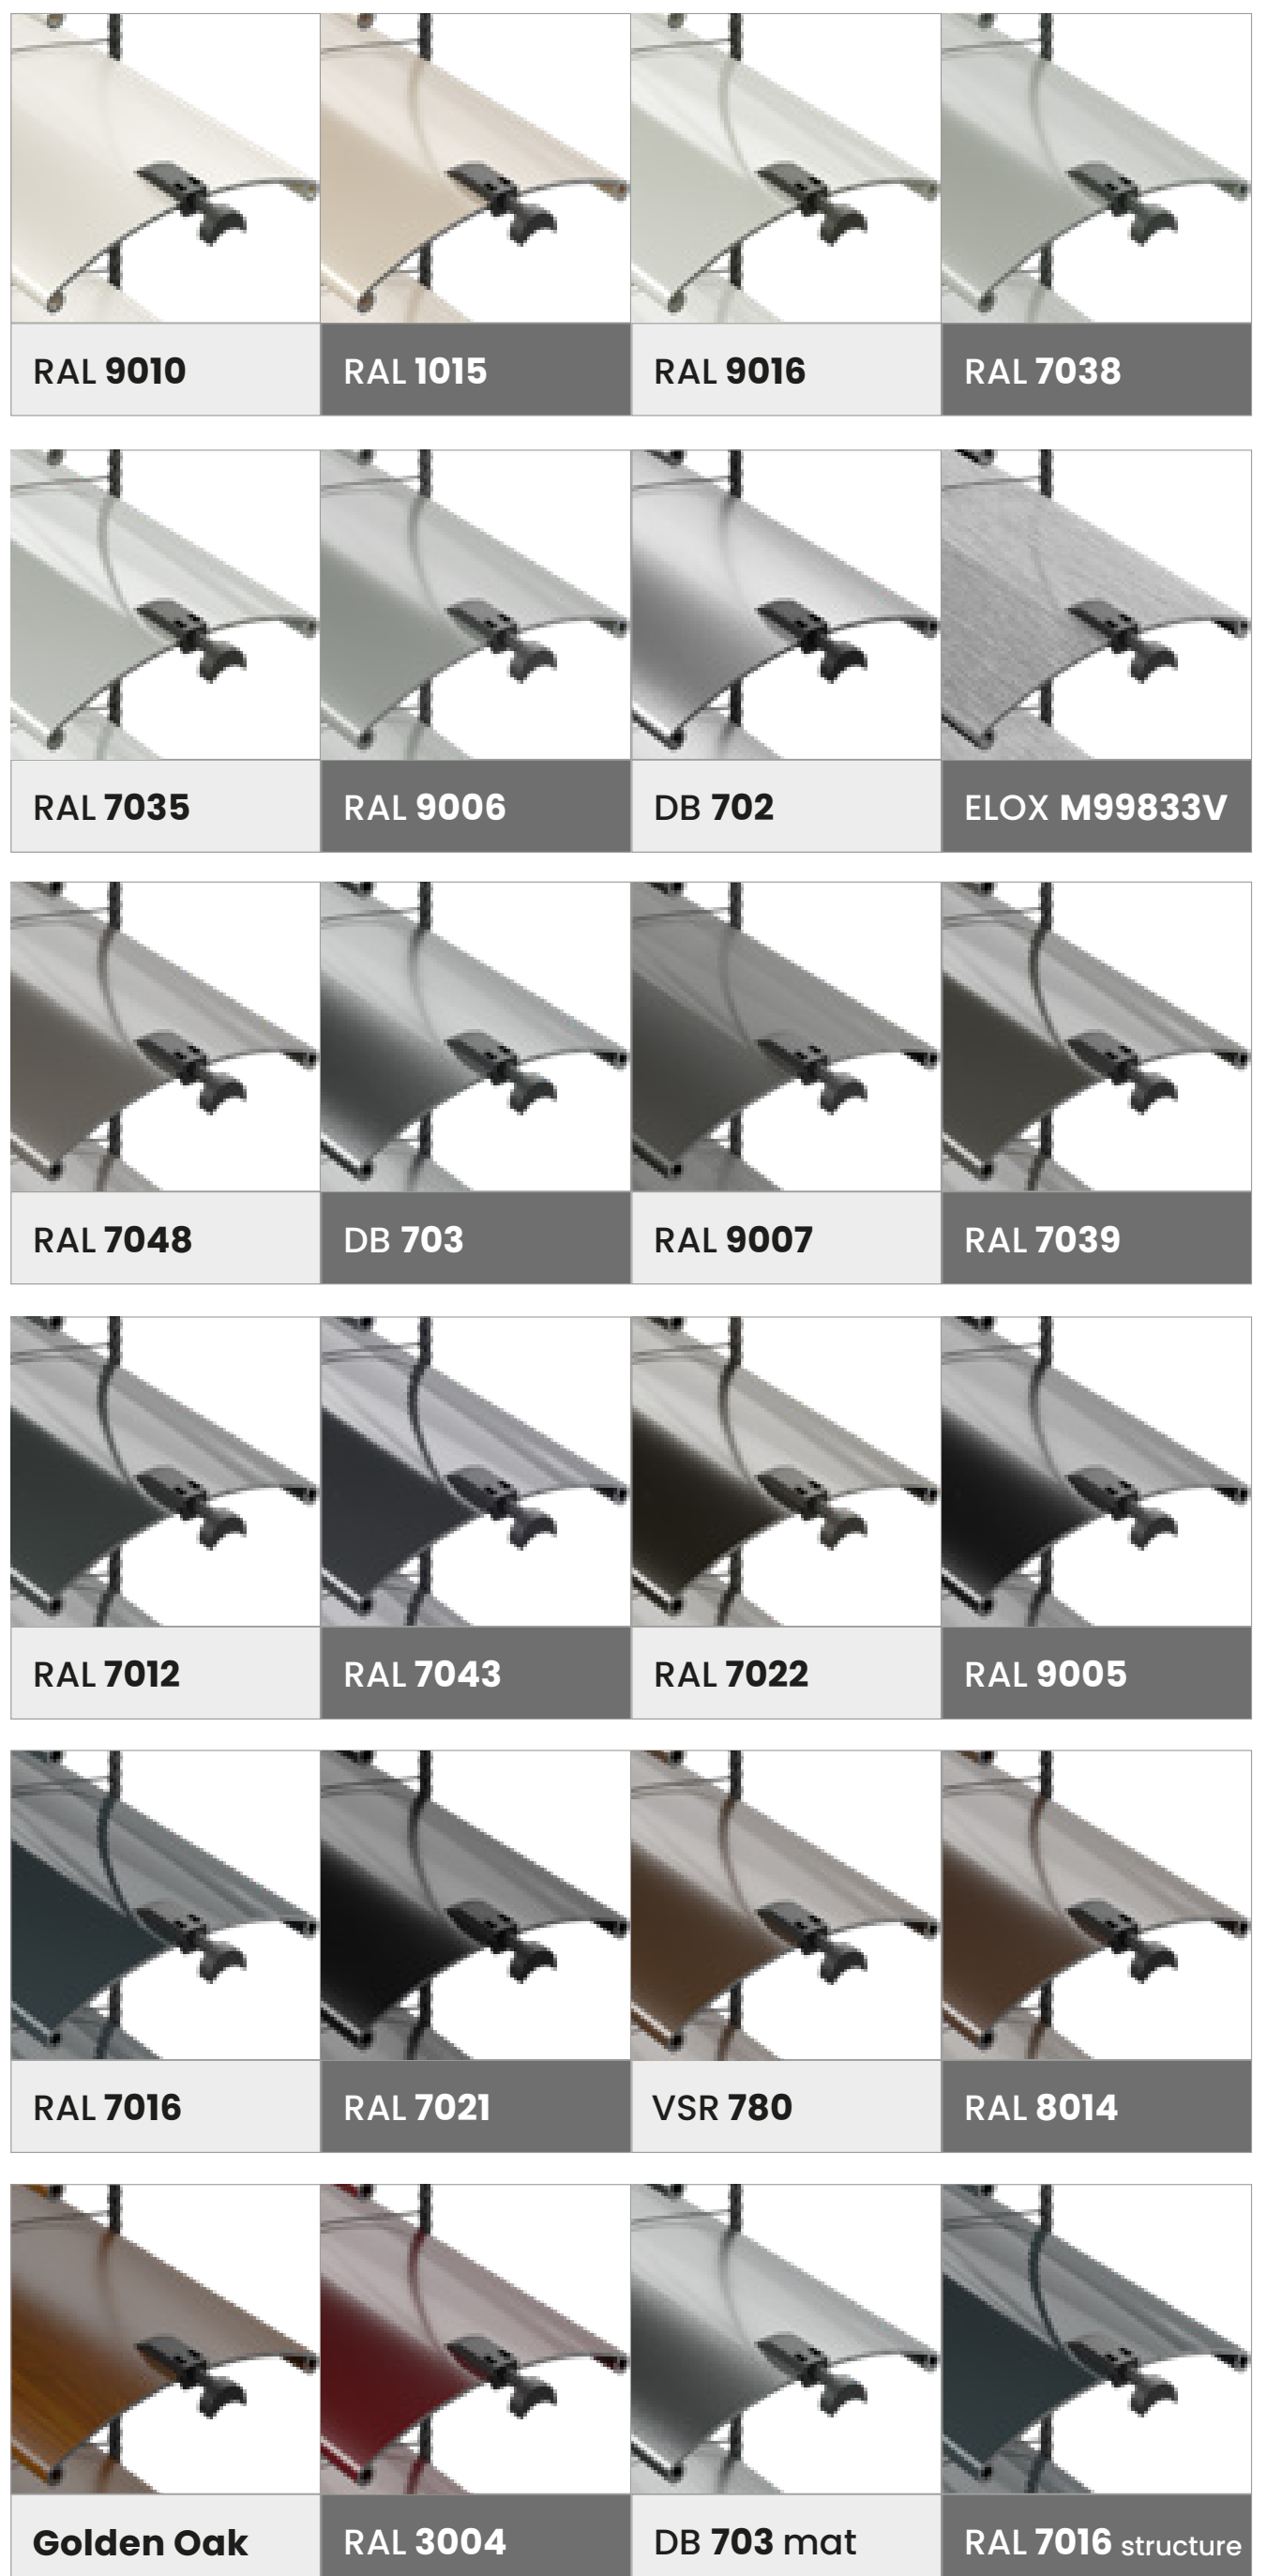 RAL 9010 RAL 1015 RAL 9016 RAL 7038
RAL 7035 RAL 9006 DB 702 ELOX M99833V
RAL 7048 DB 703 RAL 9007 RAL 7039
RAL 7012 RAL 7043 RAL 7022 RAL 9005
RAL 7016 RAL 7021 VSR 780 RAL 8014
Golden Oak RAL 3004 DB 703 mat RAL 7016 structure